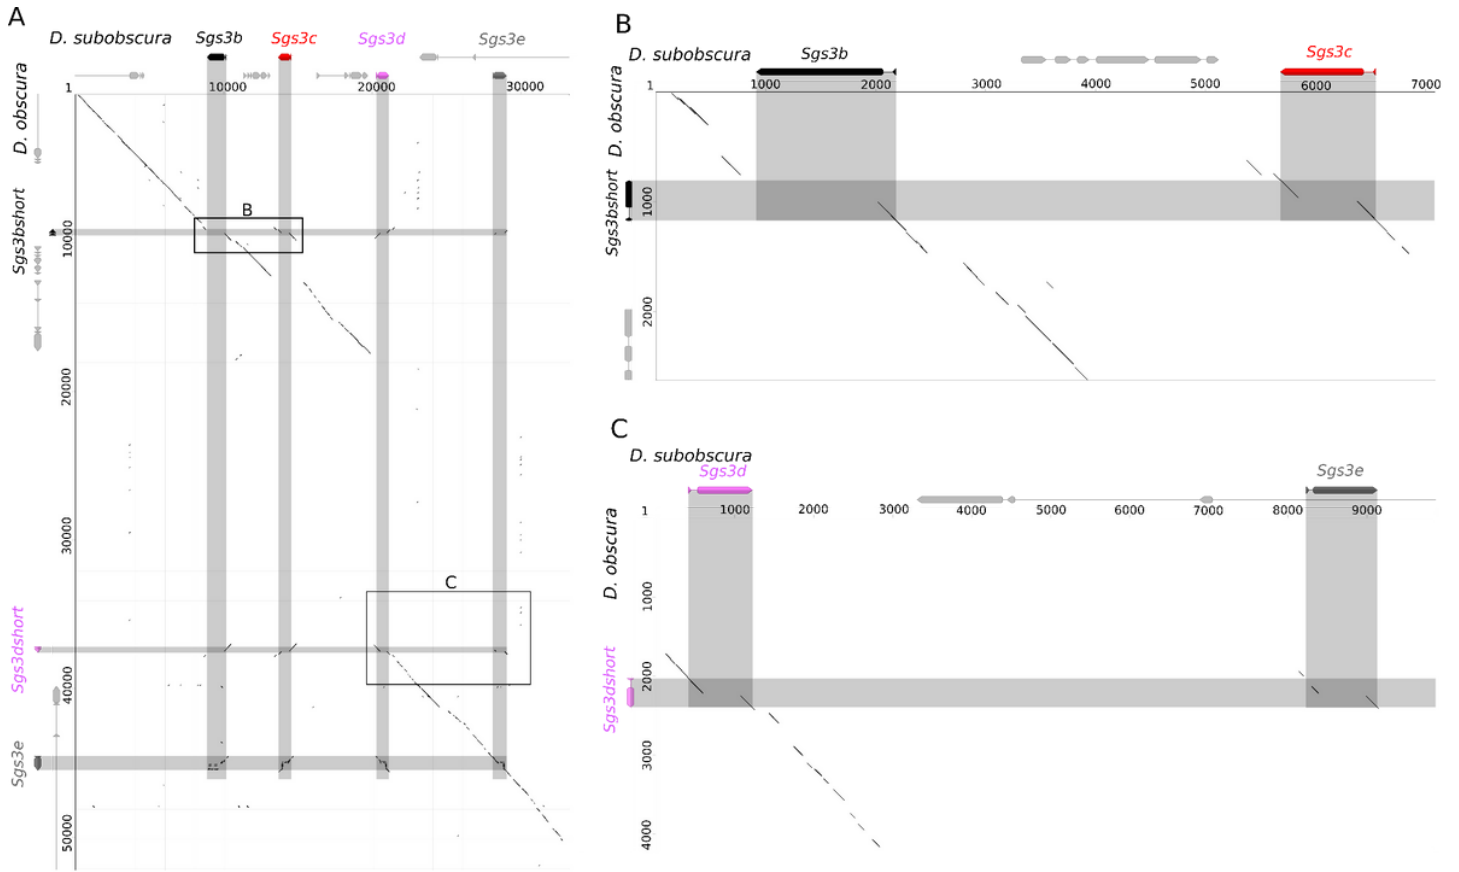 A
D. subobscura Sgs3b Sgs3c Sgs3d Sgs3e
1 10000 20000 30000
D. obscura
Sgs3bshort
10000
20000
30000
Sgs3dshort
40000
Sgs3e
50000
B
C
B
D. subobscura Sgs3b Sgs3c
1 1000 2000 3000 4000 5000 6000 7000
D. obscura
Sgs3bshort
1000
2000
C
D. subobscura
Sgs3d Sgs3e
1 1000 2000 3000 4000 5000 6000 7000 8000 9000
D. obscura
1000
Sgs3dshort
2000
3000
4000